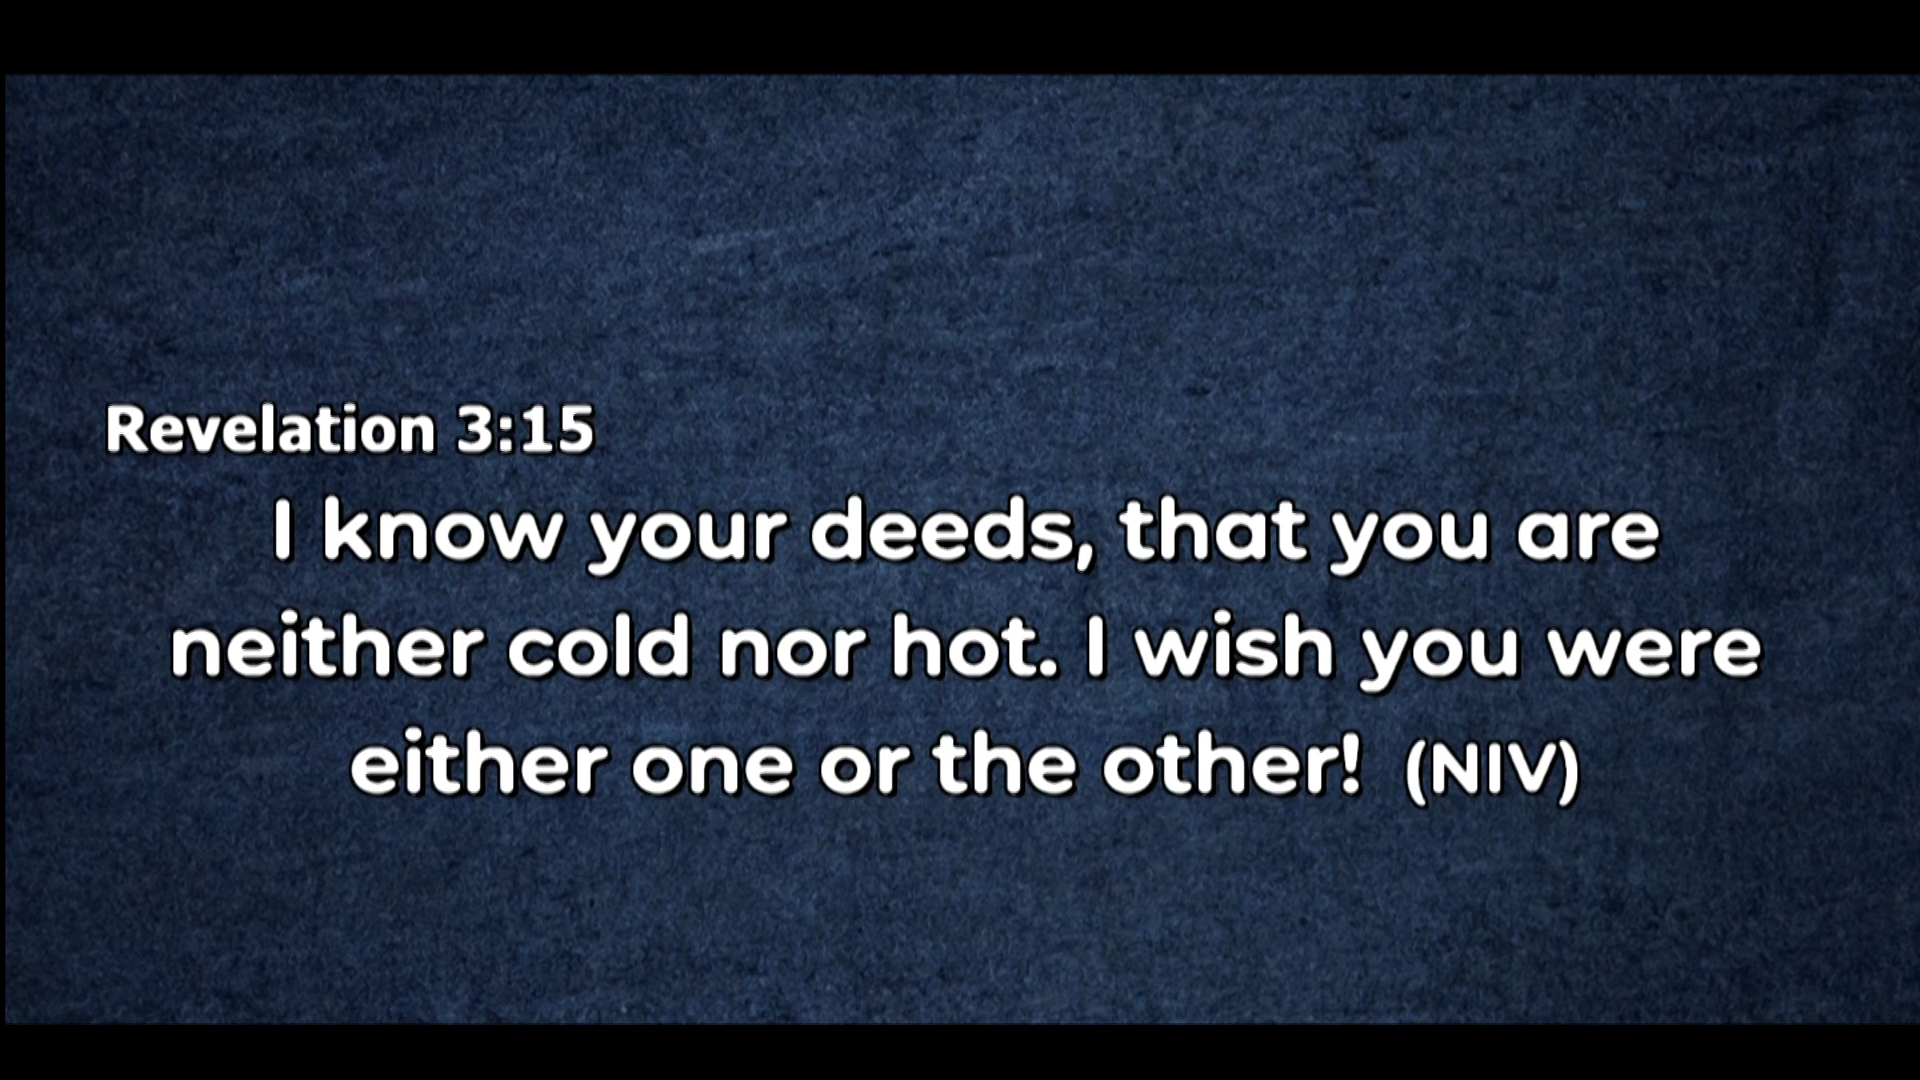 Revelation 3:15
I know your deeds, that you are
neither cold nor hot. I wish you were
either one or the other! (NIV)